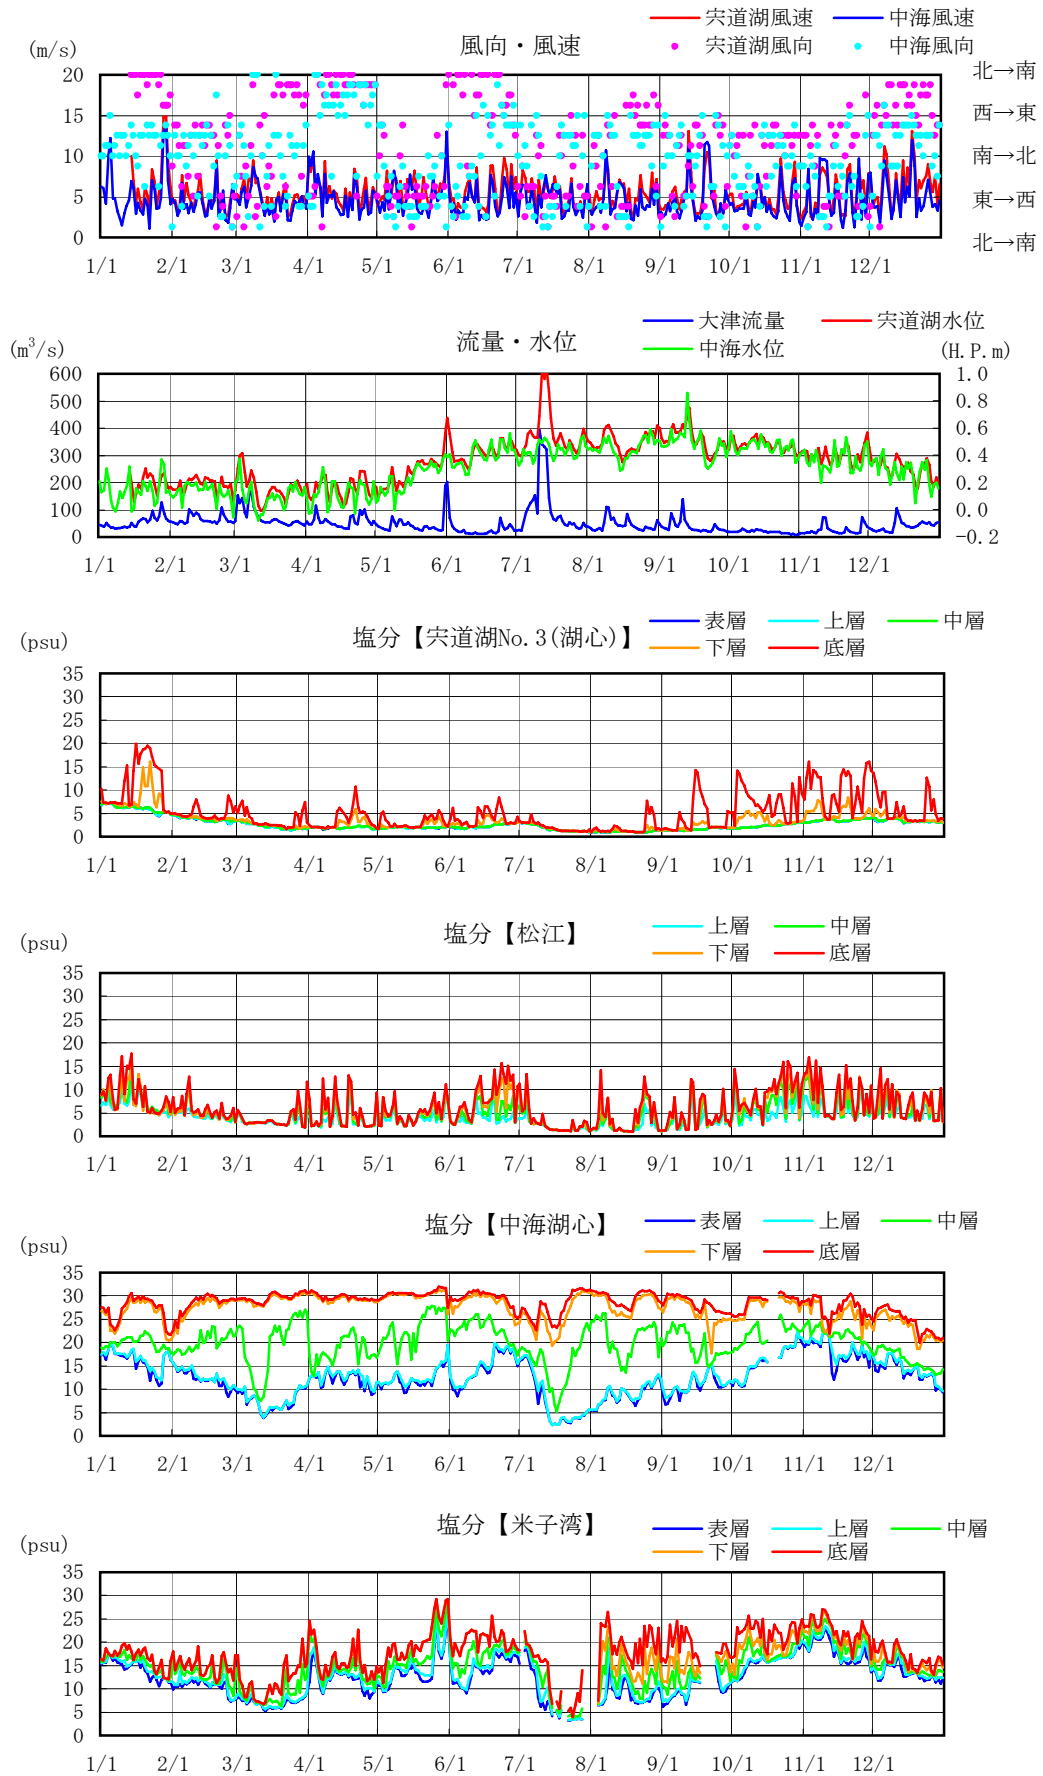 宍道湖風速 中海風速
(m/s) 風向・風速 宍道湖風向 中海風向
20 北→南
15 西→東
10 南→北
5 東→西
0 北→南
1/1 2/1 3/1 4/1 5/1 6/1 7/1 8/1 9/1 10/1 11/1 12/1
大津流量 宍道湖水位
(m3/s) 流量・水位 中海水位 (H.P.m)
600 1.0
500 0.8
400 0.6
300 0.4
200 0.2
100 0.0
0 -0.2
1/1 2/1 3/1 4/1 5/1 6/1 7/1 8/1 9/1 10/1 11/1 12/1
表層 上層 中層
(psu) 塩分【宍道湖No.3(湖心)】 下層 底層
35
30
25
20
15
10
5
0
1/1 2/1 3/1 4/1 5/1 6/1 7/1 8/1 9/1 10/1 11/1 12/1
上層 中層
(psu) 塩分【松江】 下層 底層
35
30
25
20
15
10
5
0
1/1 2/1 3/1 4/1 5/1 6/1 7/1 8/1 9/1 10/1 11/1 12/1
塩分【中海湖心】 表層 上層 中層
(psu) 下層 底層
35
30
25
20
15
10
5
0
1/1 2/1 3/1 4/1 5/1 6/1 7/1 8/1 9/1 10/1 11/1 12/1
塩分【米子湾】 表層 上層 中層
(psu) 下層 底層
35
30
25
20
15
10
5
0
1/1 2/1 3/1 4/1 5/1 6/1 7/1 8/1 9/1 10/1 11/1 12/1